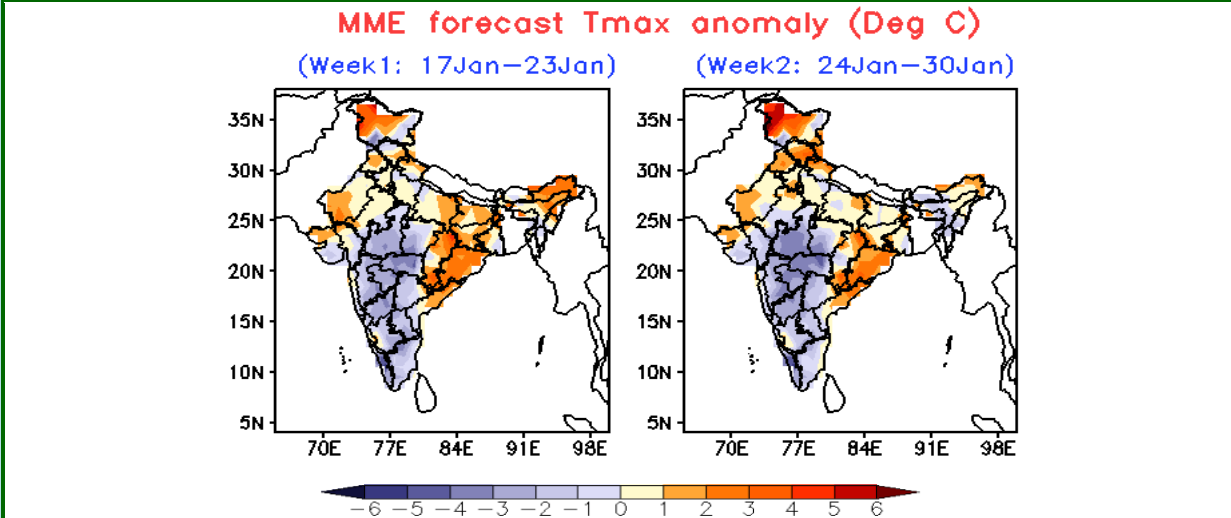 MME forecast Tmax anomaly (Deg C)
(Week1: 17Jan−23Jan)
(Week2: 24Jan−30Jan)
35N
30N
25N
20N
15N
10N
5N
70E 77E 84E 91E 98E
35N
30N
25N
20N
15N
10N
5N
70E 77E 84E 91E 98E
−6 −5 −4 −3 −2 −1 0 1 2 3 4 5 6